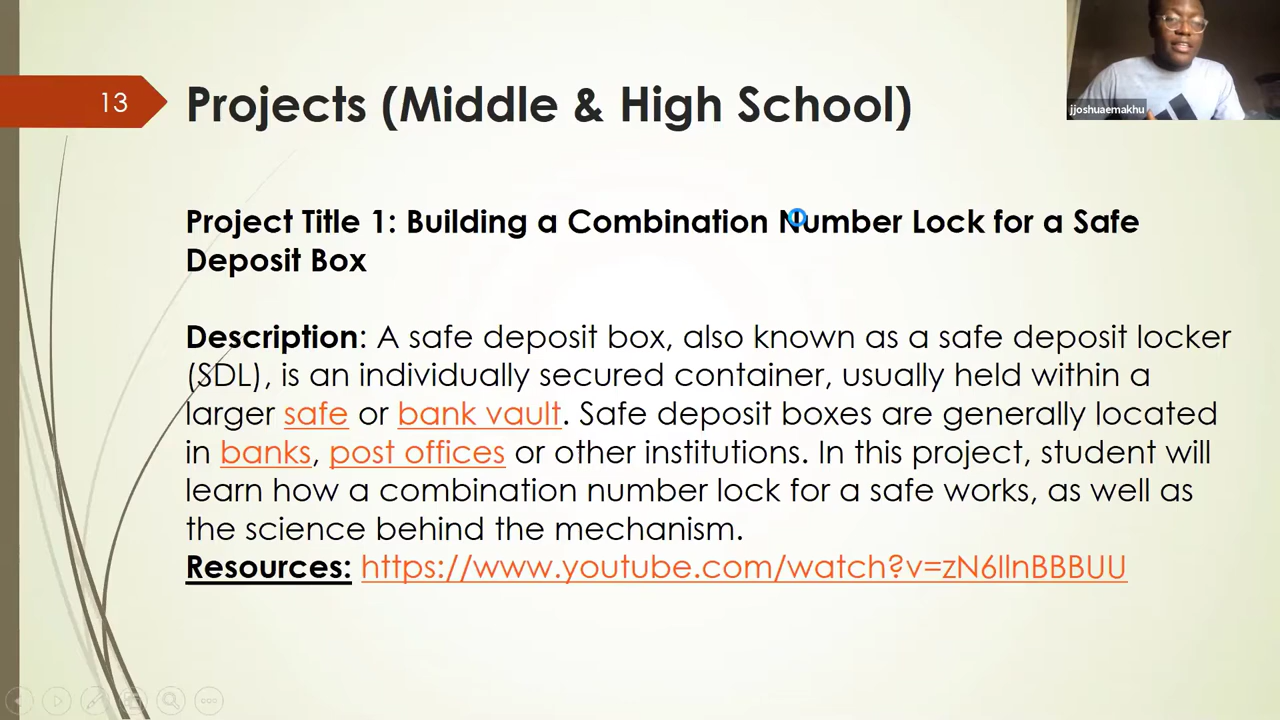 13
Projects (Middle & High School)
jjoshuaemakhu
Project Title 1: Building a Combination Number Lock for a Safe
Deposit Box
Description: A safe deposit box, also known as a safe deposit locker
(SDL), is an individually secured container, usually held within a
larger safe or bank vault. Safe deposit boxes are generally located
in banks, post offices or other institutions. In this project, student will
learn how a combination number lock for a safe works, as well as
the science behind the mechanism.
Resources: https://www.youtube.com/watch?v=zN6llnBBBUU